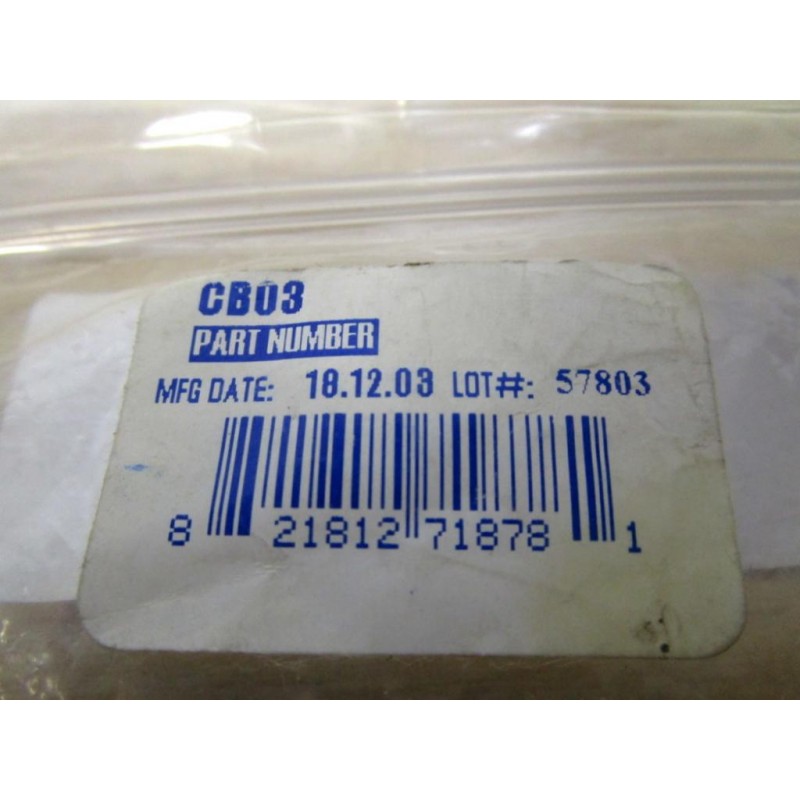 CB03
PART NUMBER
MFG DATE: 18.12.03 LOT#: 57803
8 21812 71878 1